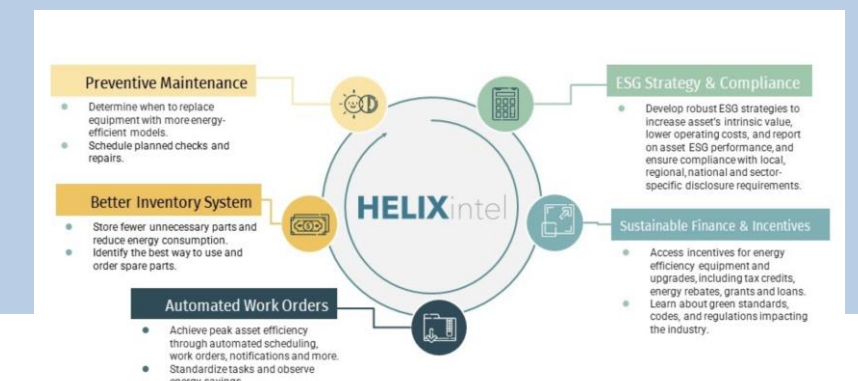 Preventive Maintenance
Determine when to replace
equipment with more energy-
efficient models.
Schedule planned checks and
repairs.
Better Inventory System
Store fewer unnecessary parts and
reduce energy consumption.
Identify the best way to use and
order spare parts.
Automated Work Orders
Achieve peak asset efficiency
through automated scheduling,
work orders, notifications and more.
Standardize tasks and observe
energy savings.
HELIXintel
ESG Strategy & Compliance
Develop robust ESG strategies to
increase asset's intrinsic value,
lower operating costs, and report
on asset ESG performance, and
ensure compliance with local,
regional, national and sector-
specific disclosure requirements.
Sustainable Finance & Incentives
Access incentives for energy
efficiency equipment and
upgrades, including tax credits,
energy rebates, grants and loans.
Learn about green standards,
codes, and regulations impacting
the industry.